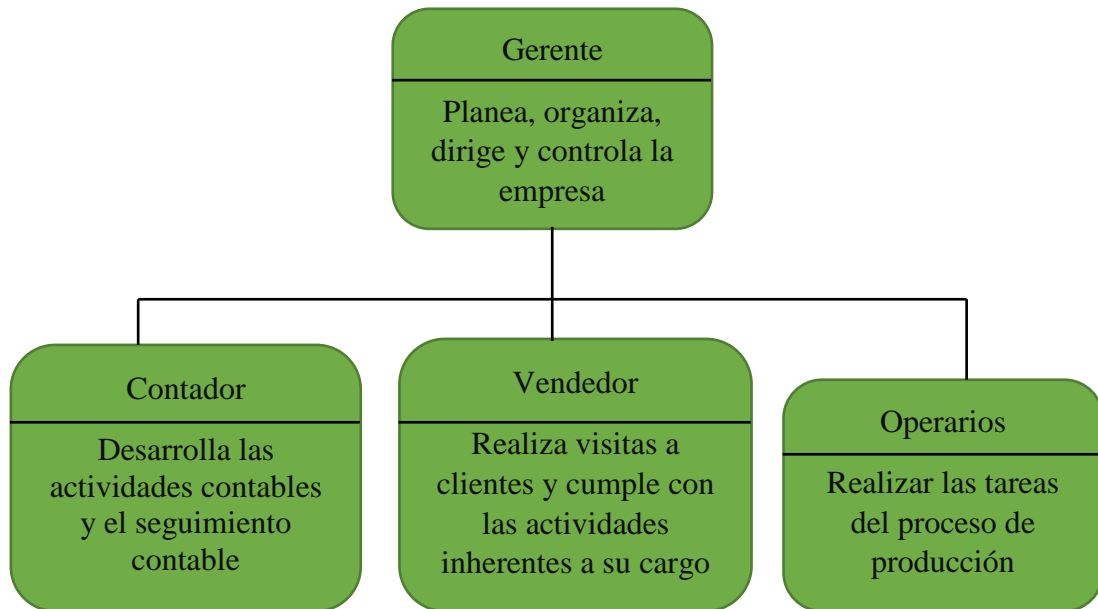 Gerente
Planea, organiza,
dirige y controla la
empresa
Contador
Desarrolla las
actividades contables
y el seguimiento
contable
Vendedor
Realiza visitas a
clientes y cumple con
las actividades
inherentes a su cargo
Operarios
Realizar las tareas
del proceso de
producción